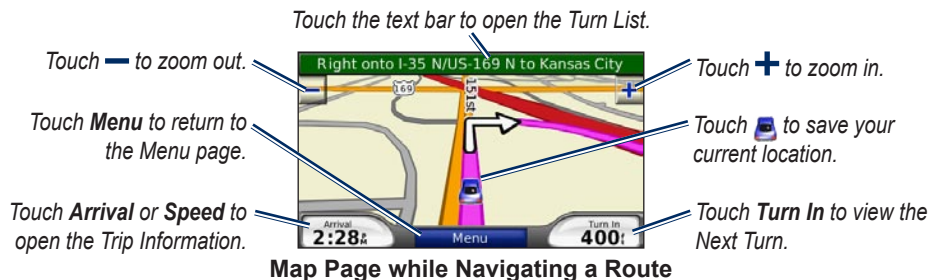 Touch the text bar to open the Turn List.
Touch — to zoom out.
Right onto I-35 N/US-169 N to Kansas City
Touch + to zoom in.
169
151st
Touch Menu to return to
the Menu page.
Touch to save your
current location.
Touch Arrival or Speed to
open the Trip Information.
Arrival
2:28
Menu
Turn In
400
Touch Turn In to view the
Next Turn.
Map Page while Navigating a Route